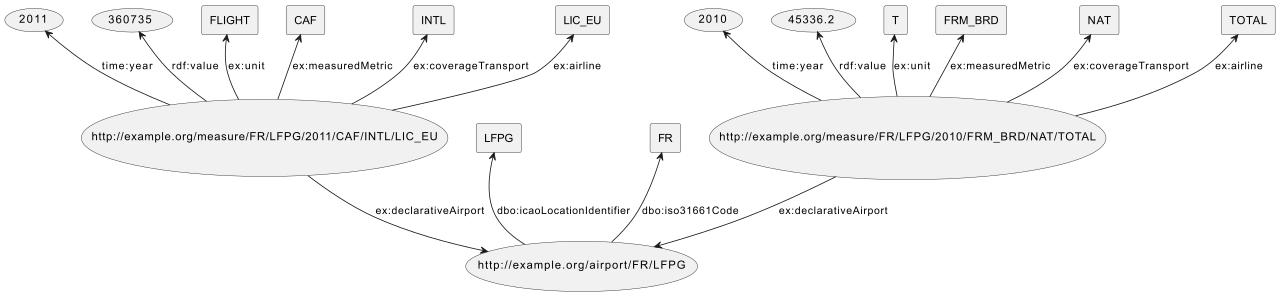 2011
360735
FLIGHT
CAF
INTL
LIC_EU
2010
45336.2
T
FRM_BRD
NAT
TOTAL
time:year
rdf:value
ex:unit
ex:measuredMetric
ex:coverageTransport
ex:airline
time:year
rdf:value
ex:unit
ex:measuredMetric
ex:coverageTransport
ex:airline
http://example.org/measure/FR/LFPG/2011/CAF/INTL/LIC_EU
LFPG
FR
http://example.org/measure/FR/LFPG/2010/FRM_BRD/NAT/TOTAL
ex:declarativeAirport
dbo:icaoLocationIdentifier
dbo:iso31661Code
ex:declarativeAirport
http://example.org/airport/FR/LFPG